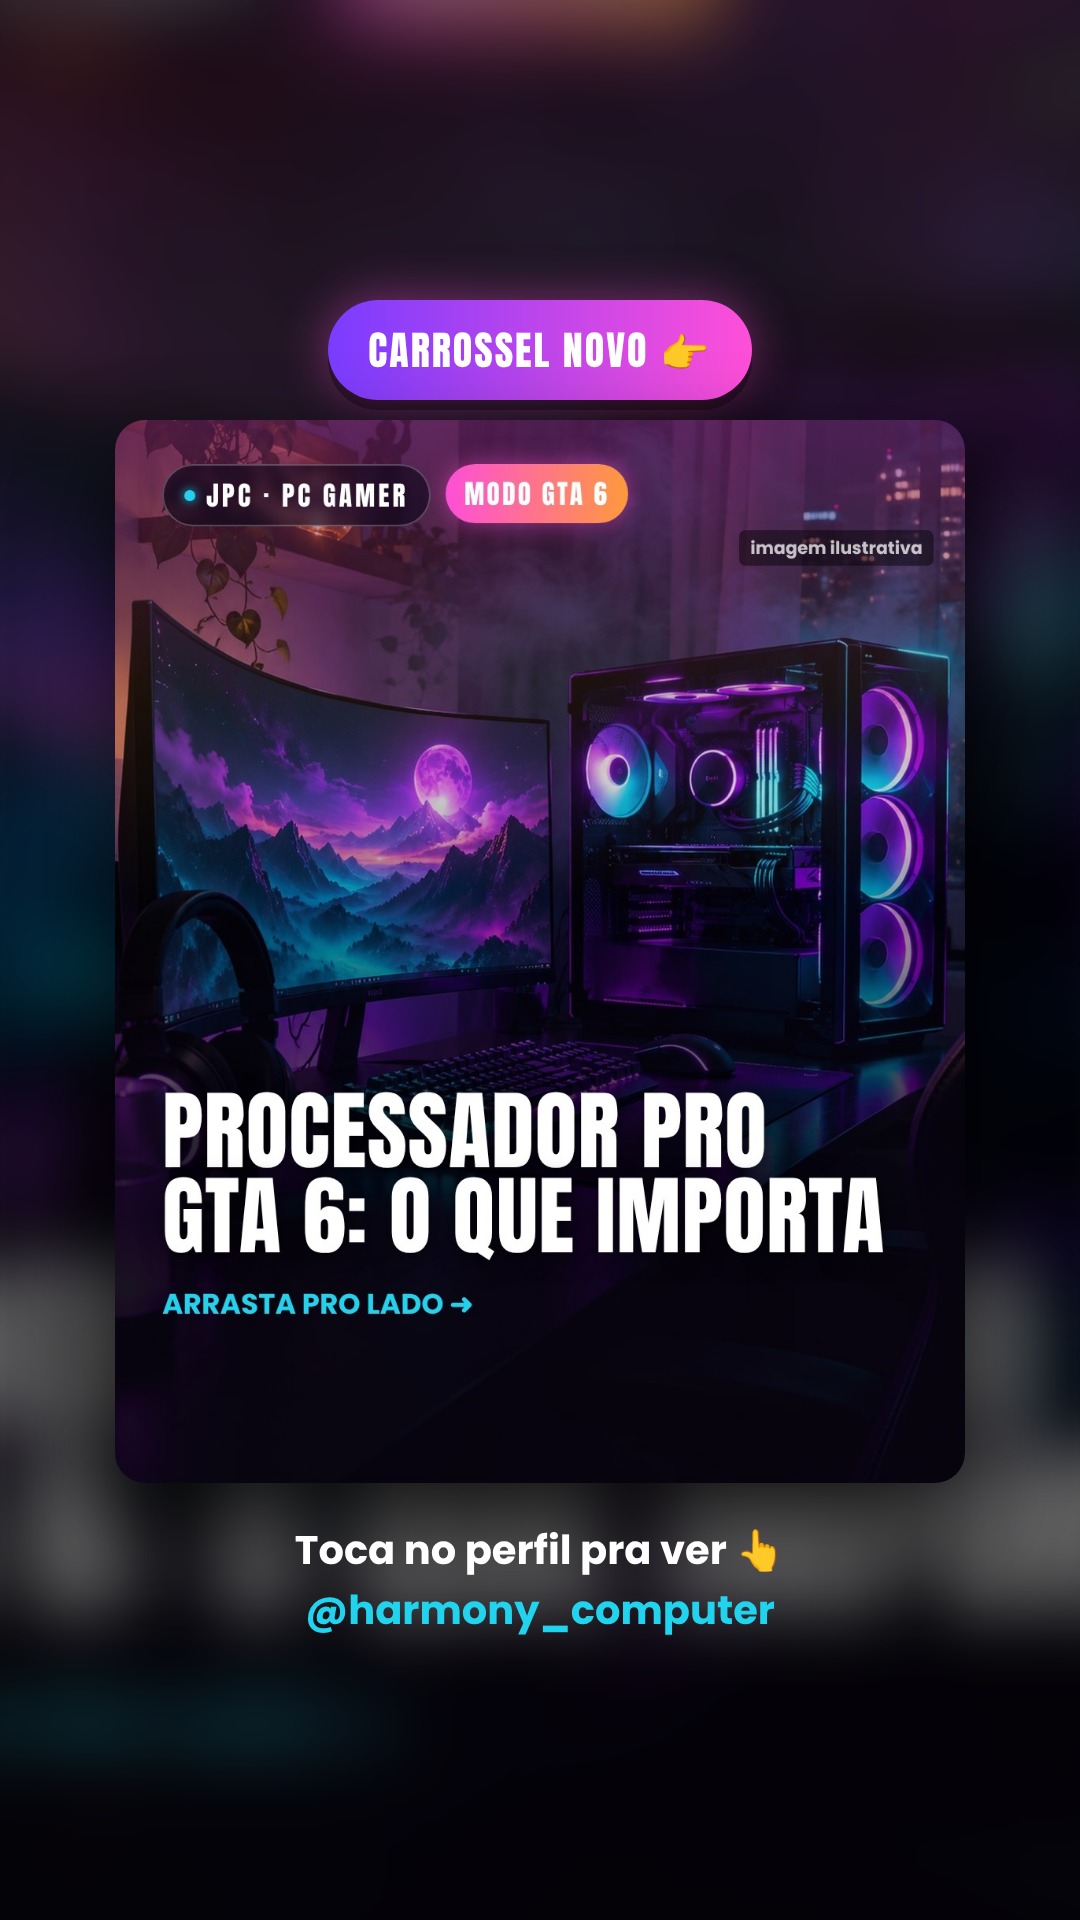 CARROSSEL NOVO 👉
JPC · PC GAMER
MODO GTA 6
imagem ilustrativa
PROCESSADOR PRO
GTA 6: O QUE IMPORTA
ARRASTA PRO LADO ➜
Toca no perfil pra ver 👆
@harmony_computer